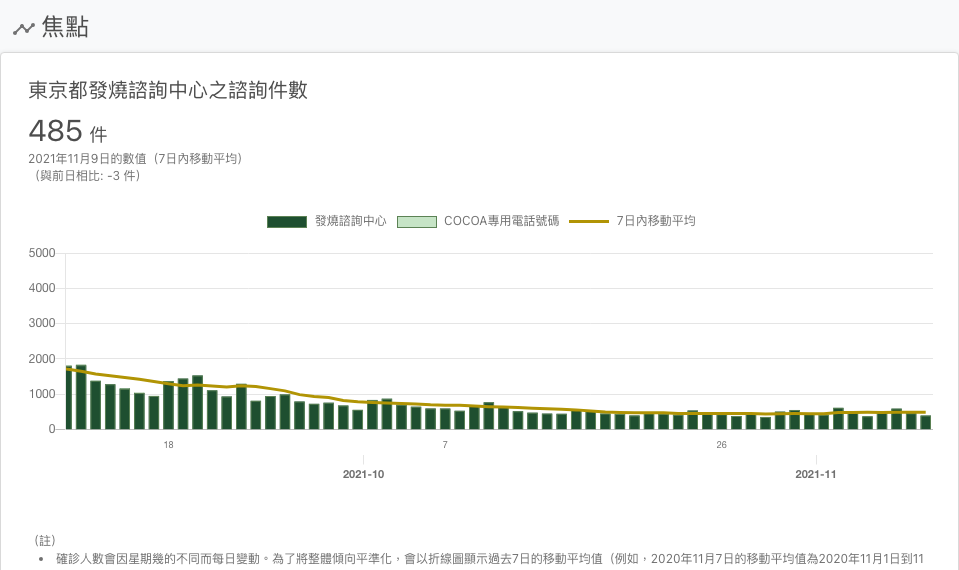 焦點
東京都發燒諮詢中心之諮詢件數
485 件
2021年11月9日的數值（7日內移動平均）
（與前日相比: -3 件）
發燒諮詢中心 COCOA專用電話號碼 7日內移動平均
5000
4000
3000
2000
1000
0
18 7 26
2021-10 2021-11
（註）
• 確診人數會因星期幾的不同而每日變動。為了將整體傾向平準化，會以折線圖顯示過去7日的移動平均值（例如，2020年11月7日的移動平均值為2020年11月1日到11